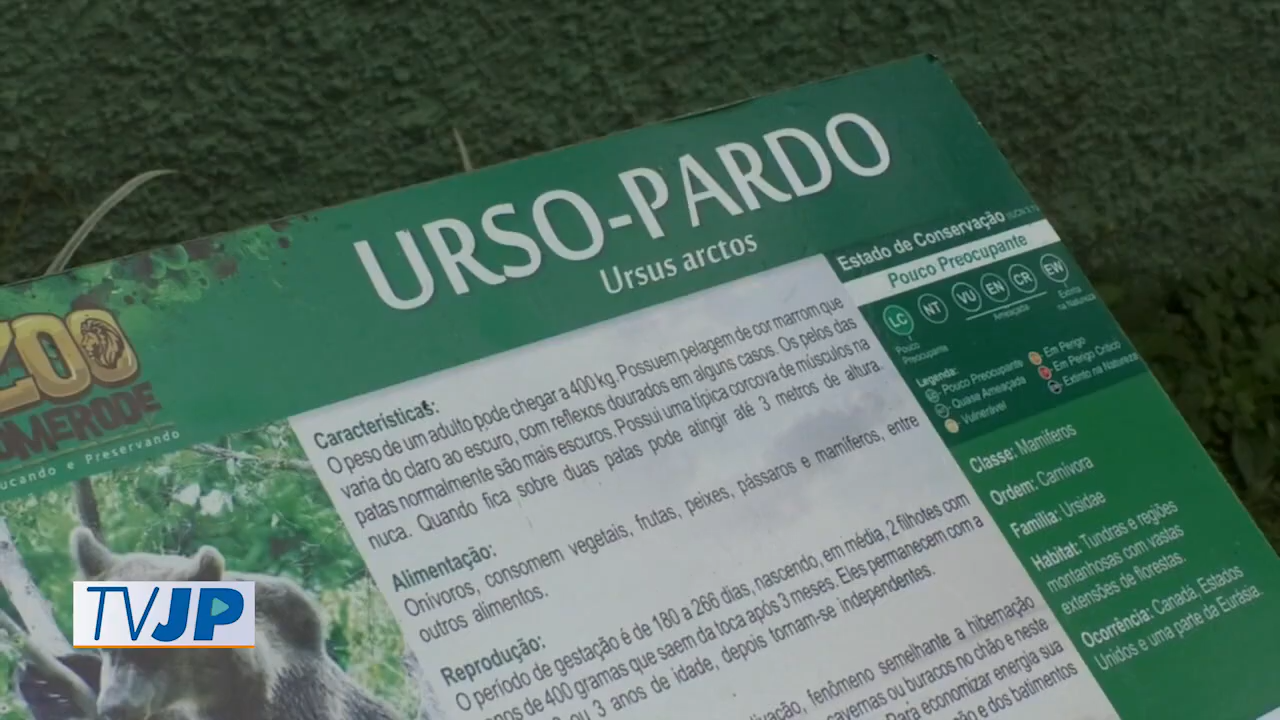 URSO-PARDO
Ursus arctos
ZOO
Educando e Preservando
Características:
O peso de um adulto pode chegar a 400 kg. Possuem pelagem de cor marrom que
varia do claro ao escuro, com reflexos dourados em alguns casos. Os pelos das
patas normalmente são mais escuros. Possui uma típica corcova de músculos na
nuca. Quando fica sobre duas patas pode atingir até 3 metros de altura.
Alimentação:
Onívoros, consomem vegetais, frutas, peixes, pássaros e mamíferos, entre
outros alimentos.
Reprodução:
O período de gestação é de 180 a 266 dias, nascendo, em média, 2 filhotes com
de 400 gramas que saem da toca após 3 meses. Eles permanecem com a
ou 3 anos de idade, depois tornam-se independentes.
fenômeno semelhante a hibernação
cavernas ou buracos no chão e neste
Para economizar energia sua
e dos batimentos
Estado de Conservação
Pouco Preocupante
LC NT VU EN CR EW
Pouco
Preocupante
Ameaçada
Extinta
na Natureza
Legenda:
Pouco Preocupante
Quase Ameaçada
Vulnerável
Em Perigo
Em Perigo Crítico
Extinto na Natureza
Classe: Mamíferos
Ordem: Carnívora
Família: Ursidae
Habitat: Tundras e regiões
montanhosas com vastas
extensões de florestas.
Ocorrência: Canadá, Estados
Unidos e uma parte da Eurásia.
TVJP